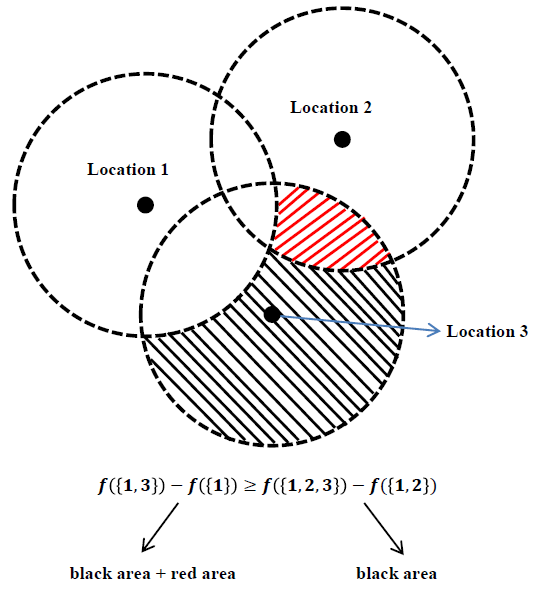 Location 2
Location 1
Location 3
f({1,3}) − f({1}) ≥ f({1,2,3}) − f({1,2})
black area + red area
black area